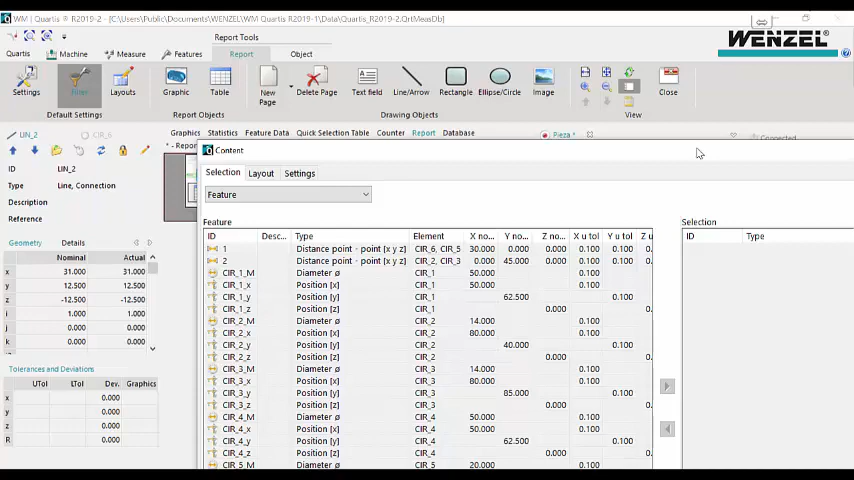 WM | Quartis R2019-2 - [C:\Users\Public\Documents\WENZEL\WM Quartis R2019-1\Data\Quartis_R2019-2.QrtMeasDb]
Report Tools
WENZEL
Quartis Machine Measure Features Report Object
Settings Filter Layouts Graphic Table New Page Delete Page Text field Line/Arrow Rectangle Ellipse/Circle Image Close
Default Settings Report Objects Drawing Objects View
LIN_2 CIR_6 Graphics Statistics Feature Data Quick Selection Table Counter Report Database Pieza * Connected
* - Repor
Content
ID LIN_2
Type Line, Connection
Description
Reference
Selection Layout Settings
Feature
Geometry Details
Nominal Actual
x 31.000 31.000
y 12.500 12.500
z -12.500 -12.500
i 1.000 1.000
j 0.000 0.000
k 0.000 0.000
Tolerances and Deviations
UTol LTol Dev. Graphics
x 0.000
y 0.000
z 0.000
R 0.000
Feature
ID Desc... Type Element X no... Y no... Z no... X u tol Y u tol Z u
1 Distance point - point [x y z] CIR_6, CIR_5 30.000 0.000 0.000 0.100 0.100 0.
2 Distance point - point [x y z] CIR_2, CIR_3 0.000 45.000 0.000 0.100 0.100 0.
CIR_1_M Diameter ø CIR_1 50.000 0.100
CIR_1_x Position [x] CIR_1 50.000 0.100
CIR_1_y Position [y] CIR_1 62.500 0.100
CIR_1_z Position [z] CIR_1 0.000 0.
CIR_2_M Diameter ø CIR_2 14.000 0.100
CIR_2_x Position [x] CIR_2 80.000 0.100
CIR_2_y Position [y] CIR_2 40.000 0.100
CIR_2_z Position [z] CIR_2 0.000 0.
CIR_3_M Diameter ø CIR_3 14.000 0.100
CIR_3_x Position [x] CIR_3 80.000 0.100
CIR_3_y Position [y] CIR_3 85.000 0.100
CIR_3_z Position [z] CIR_3 0.000 0.
CIR_4_M Diameter ø CIR_4 50.000 0.100
CIR_4_x Position [x] CIR_4 50.000 0.100
CIR_4_y Position [y] CIR_4 62.500 0.100
CIR_4_z Position [z] CIR_4 0.000 0.
CIR_5_M Diameter ø CIR_5 20.000 0.100
Selection
ID Type